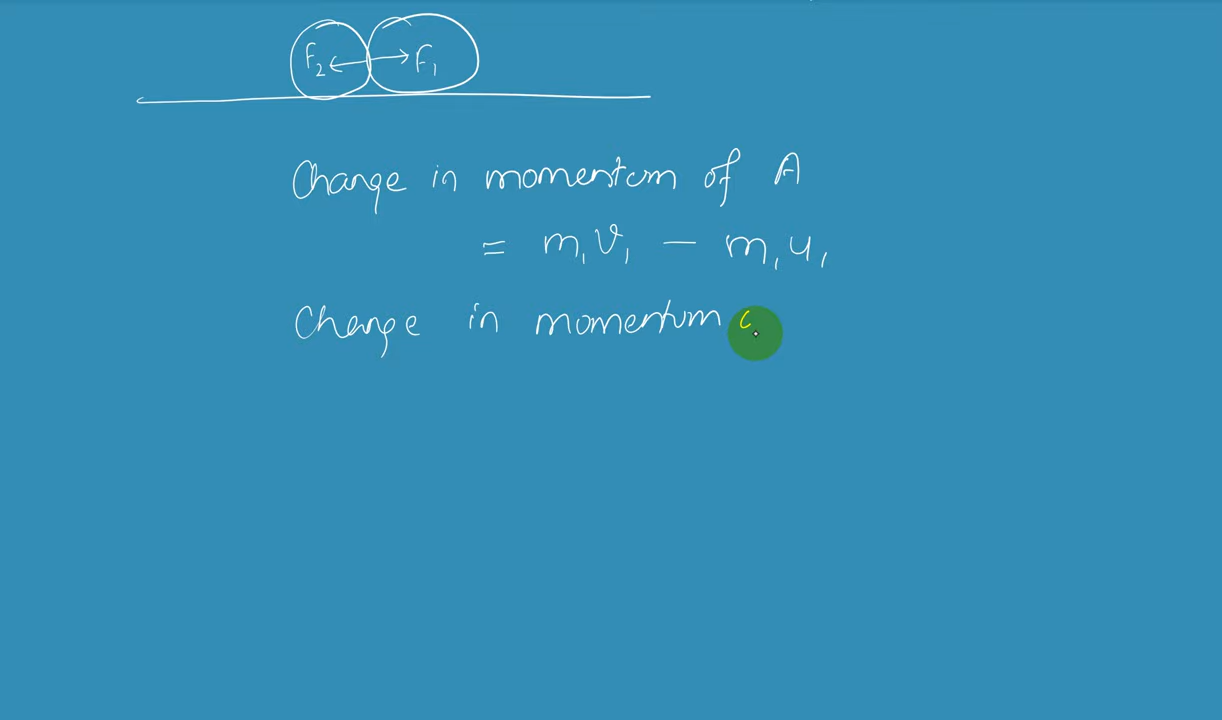 F₂ F₁
Change in momentum of A
= m₁v₁ − m₁u₁
Change in momentum